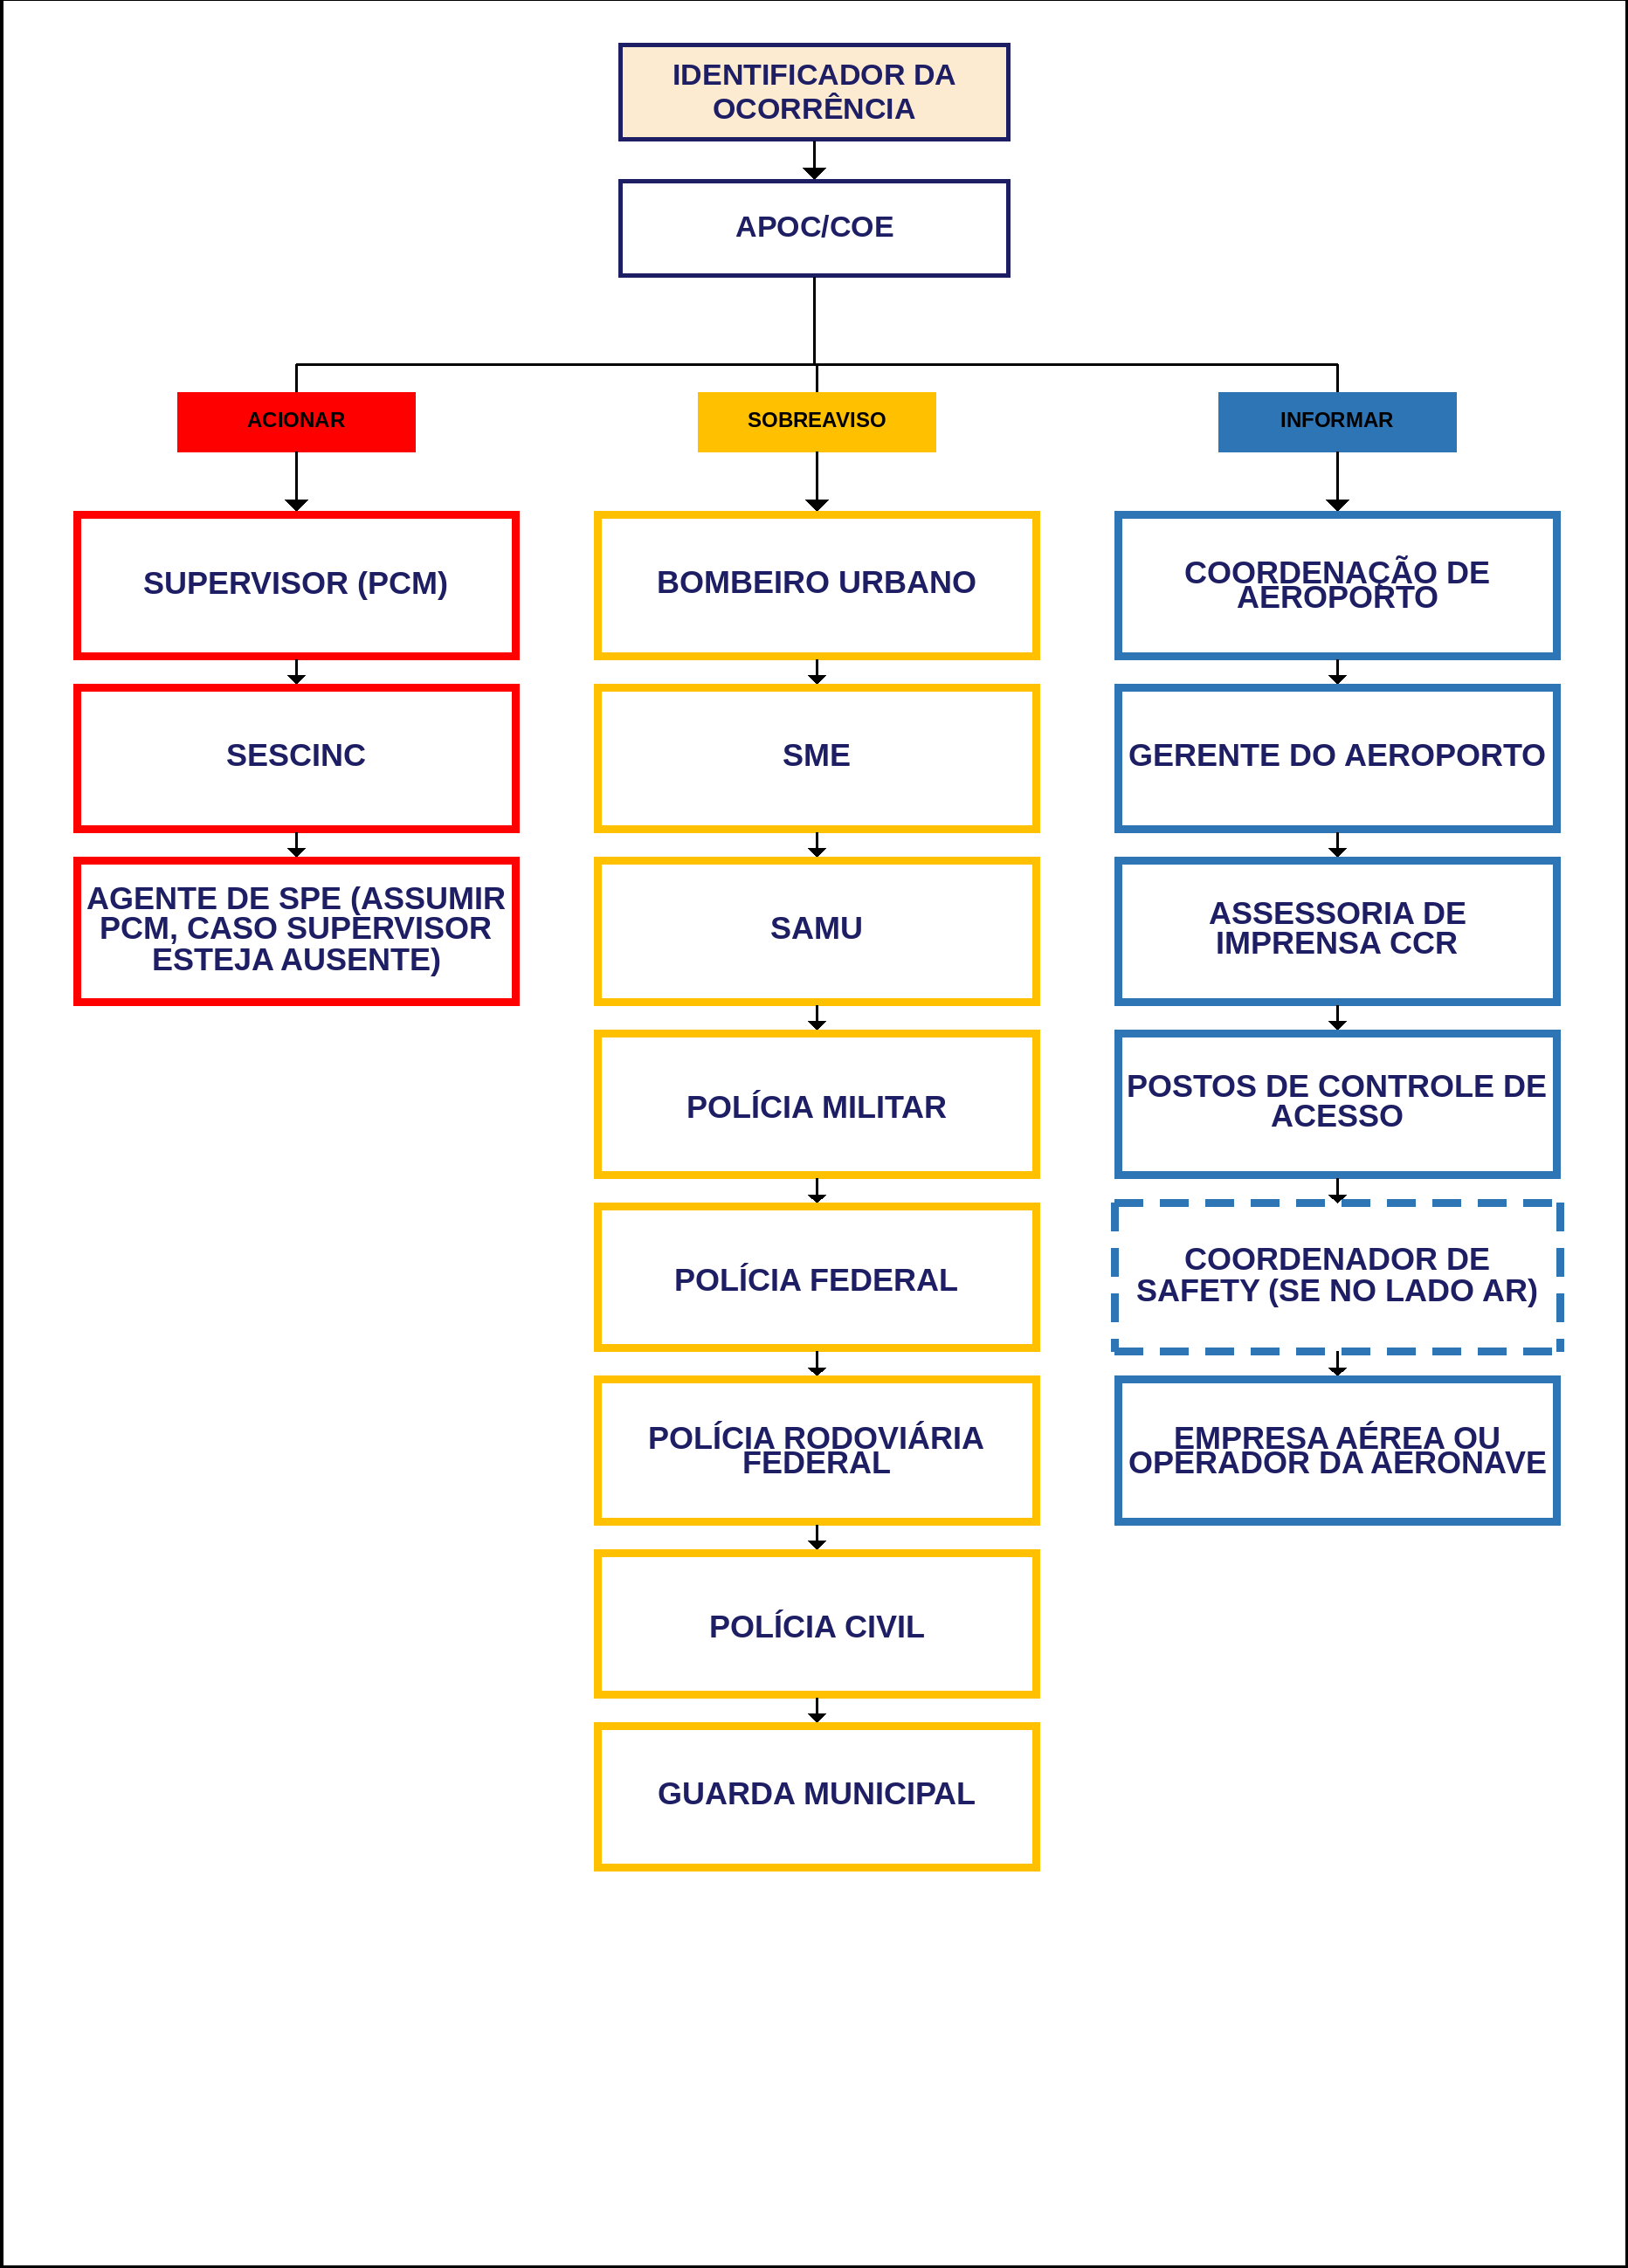 IDENTIFICADOR DA
OCORRÊNCIA
APOC/COE
ACIONAR
SOBREAVISO
INFORMAR
SUPERVISOR (PCM)
SESCINC
AGENTE DE SPE (ASSUMIR
PCM, CASO SUPERVISOR
ESTEJA AUSENTE)
BOMBEIRO URBANO
SME
SAMU
POLÍCIA MILITAR
POLÍCIA FEDERAL
POLÍCIA RODOVIÁRIA
FEDERAL
POLÍCIA CIVIL
GUARDA MUNICIPAL
COORDENAÇÃO DE
AEROPORTO
GERENTE DO AEROPORTO
ASSESSORIA DE
IMPRENSA CCR
POSTOS DE CONTROLE DE
ACESSO
COORDENADOR DE
SAFETY (SE NO LADO AR)
EMPRESA AÉREA OU
OPERADOR DA AERONAVE